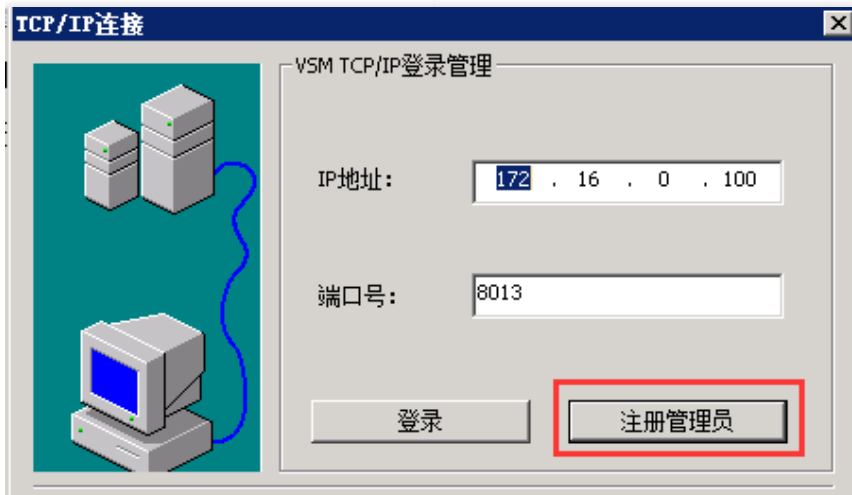 TCP/IP连接
VSM TCP/IP登录管理
IP地址: 172 . 16 . 0 . 100
端口号: 8013
登录 注册管理员